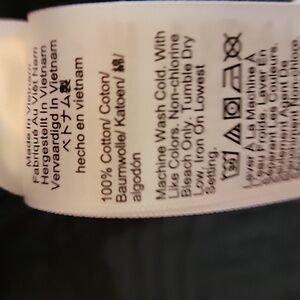 Made in Vietnam
Fabriqué Au Viêt Nam
Hergestellt In Vietnam
Vervaardigd In Vietnam
ベトナム製
hecho en vietnam
100% Cotton/ Coton/
Baumwolle/ Katoen/ 綿/
algodón
Machine Wash Cold. With
Like Colors. Non-chlorine
Bleach Only. Tumble Dry
Low. Iron On Lowest
Setting.
Laver À La Machine À
L'eau Froide. Laver En
Séparant Les Couleurs.